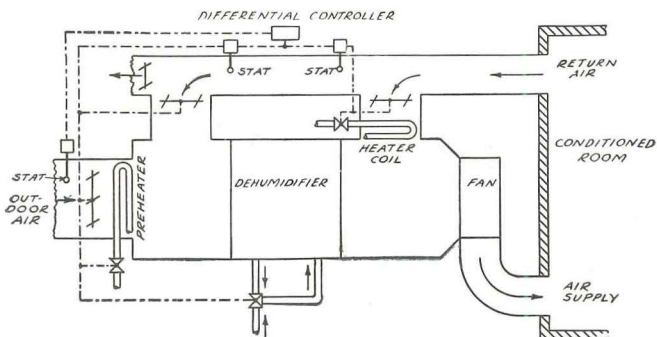 DIFFERENTIAL CONTROLLER
STAT
STAT
RETURN
AIR
HEATER
COIL
CONDITIONED
ROOM
STAT
OUT-
DOOR
AIR
PREHEATER
DEHUMIDIFIER
FAN
AIR
SUPPLY